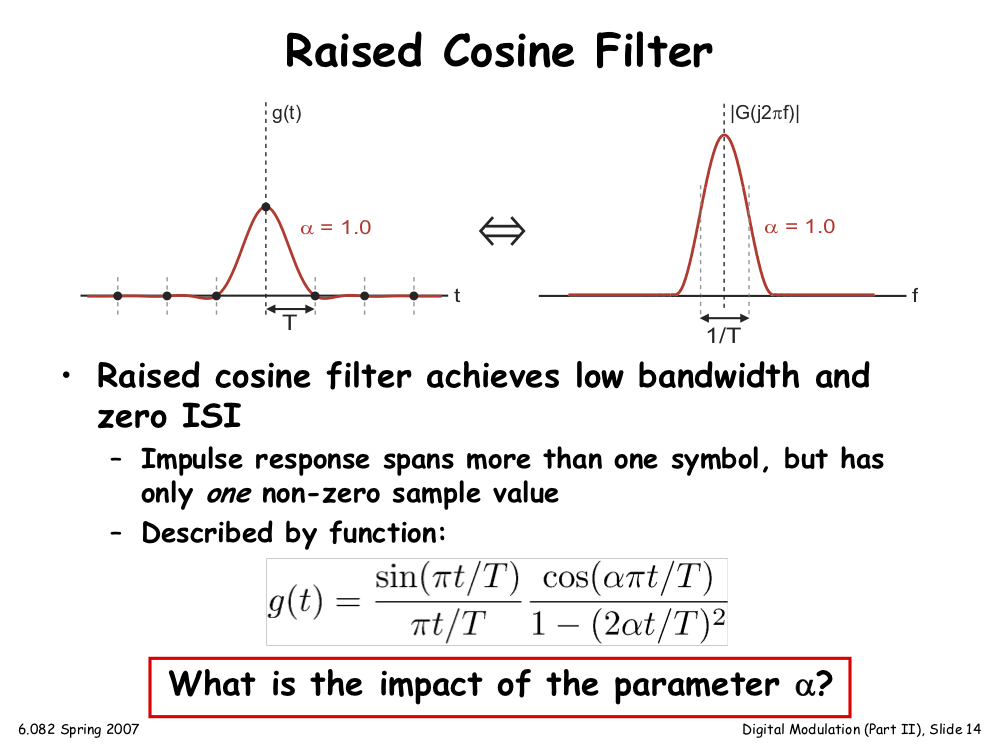 Raised Cosine Filter
g(t)
|G(j2πf)|
α = 1.0
α = 1.0
t
f
T
1/T
• Raised cosine filter achieves low bandwidth and
zero ISI
– Impulse response spans more than one symbol, but has
only one non-zero sample value
– Described by function:
g(t) = sin(πt/T)/(πt/T) cos(απt/T)/(1 − (2αt/T)²)
What is the impact of the parameter α?
6.082 Spring 2007
Digital Modulation (Part II), Slide 14